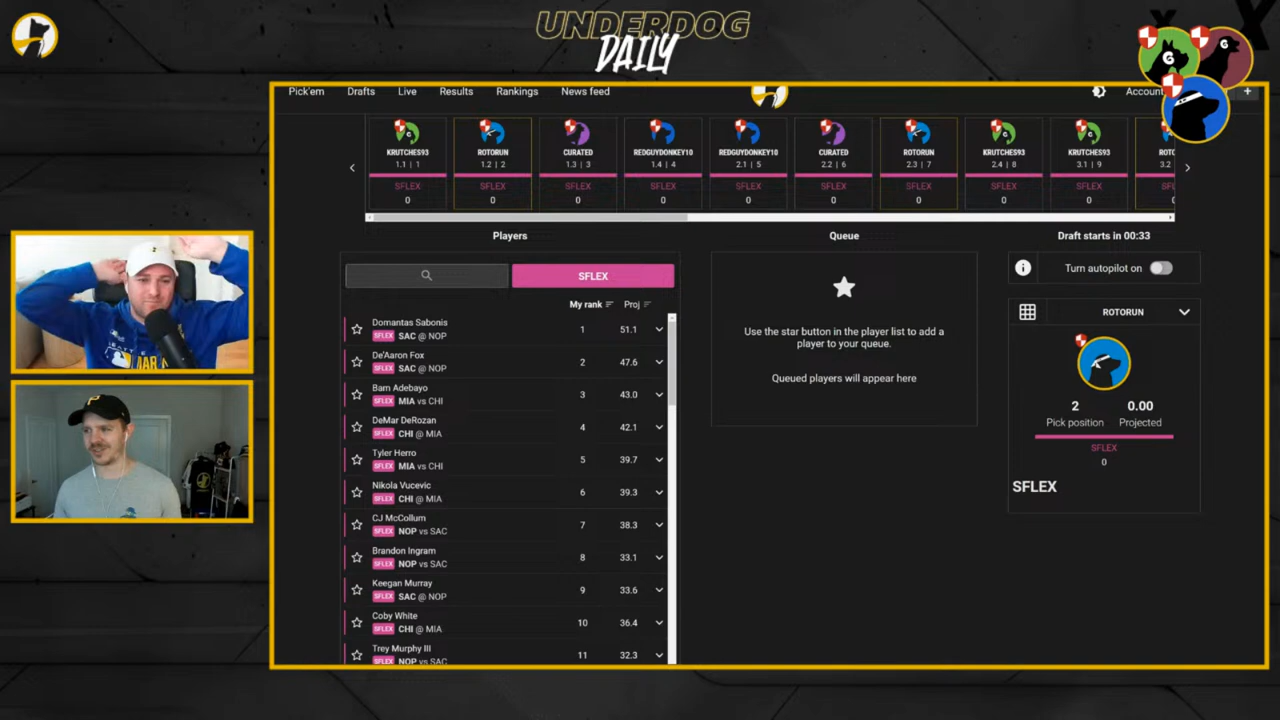 UNDERDOG
DAILY
Pick'em Drafts Live Results Rankings News feed
Account
KRUTCHES93 ROTORUN CURATED REDGUYDONKEY10 REDGUYDONKEY10 CURATED ROTORUN KRUTCHES93 KRUTCHES93 ROTO
1.1 | 1 1.2 | 2 1.3 | 3 1.4 | 4 2.1 | 5 2.2 | 6 2.3 | 7 2.4 | 8 3.1 | 9 3.2
SFLEX SFLEX SFLEX SFLEX SFLEX SFLEX SFLEX SFLEX SFLEX SF
0 0 0 0 0 0 0 0 0
Players Queue Draft starts in 00:33
SFLEX
Turn autopilot on
My rank Proj
Domantas Sabonis
SFLEX SAC @ NOP 1 51.1
De'Aaron Fox
SFLEX SAC @ NOP 2 47.6
Bam Adebayo
SFLEX MIA vs CHI 3 43.0
DeMar DeRozan
SFLEX CHI @ MIA 4 42.1
Tyler Herro
SFLEX MIA vs CHI 5 39.7
Nikola Vucevic
SFLEX CHI @ MIA 6 39.3
CJ McCollum
SFLEX NOP vs SAC 7 38.3
Brandon Ingram
SFLEX NOP vs SAC 8 33.1
Keegan Murray
SFLEX SAC @ NOP 9 33.6
Coby White
SFLEX CHI @ MIA 10 36.4
Trey Murphy III
SFLEX NOP vs SAC 11 32.3
Use the star button in the player list to add a
player to your queue.
Queued players will appear here
ROTORUN
2 0.00
Pick position Projected
SFLEX
0
SFLEX